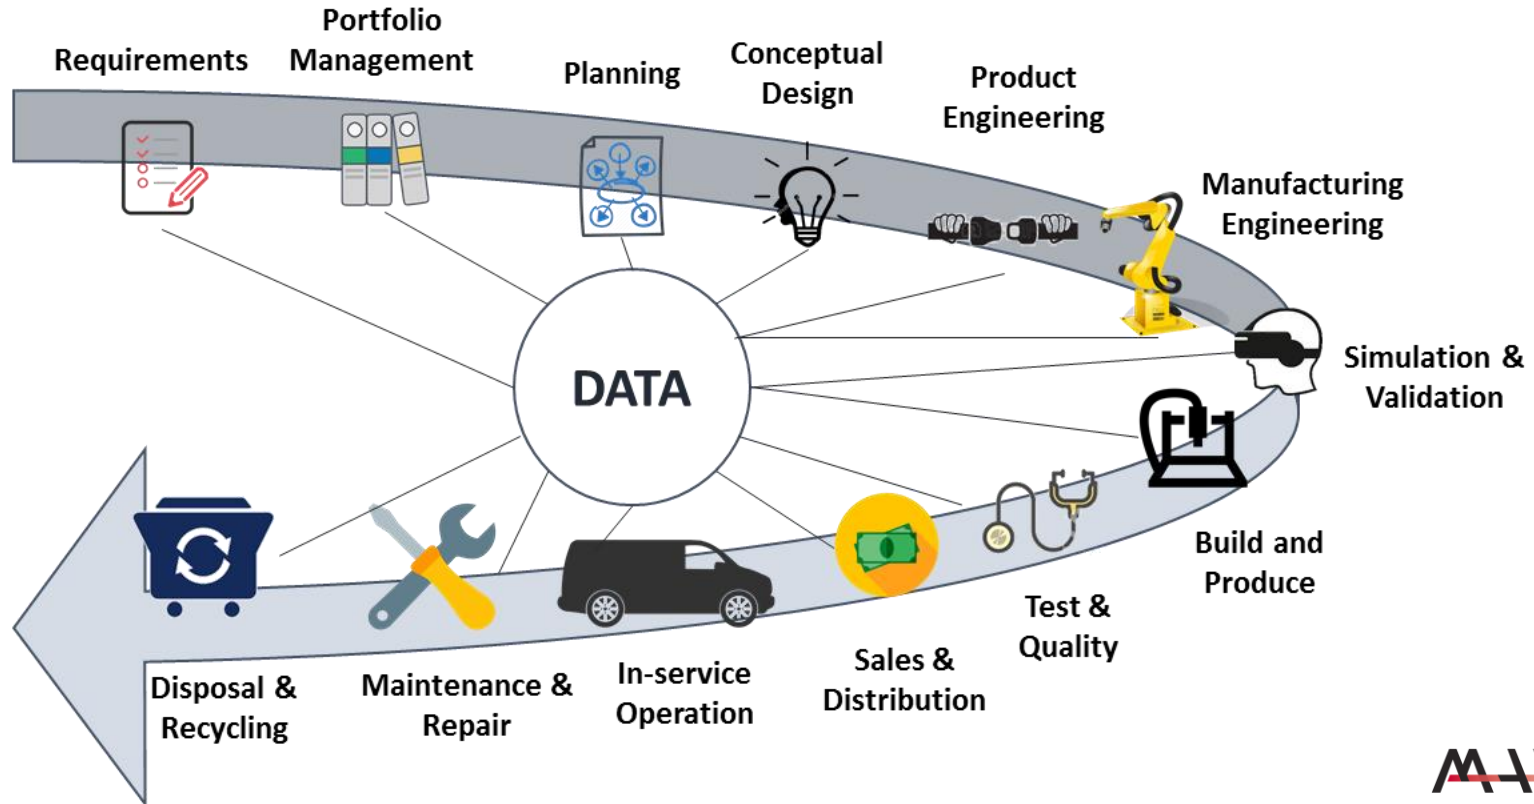 Requirements
Portfolio
Management
Planning
Conceptual
Design
Product
Engineering
Manufacturing
Engineering
Simulation &
Validation
DATA
Build and
Produce
Test &
Quality
Sales &
Distribution
In-service
Operation
Maintenance &
Repair
Disposal &
Recycling